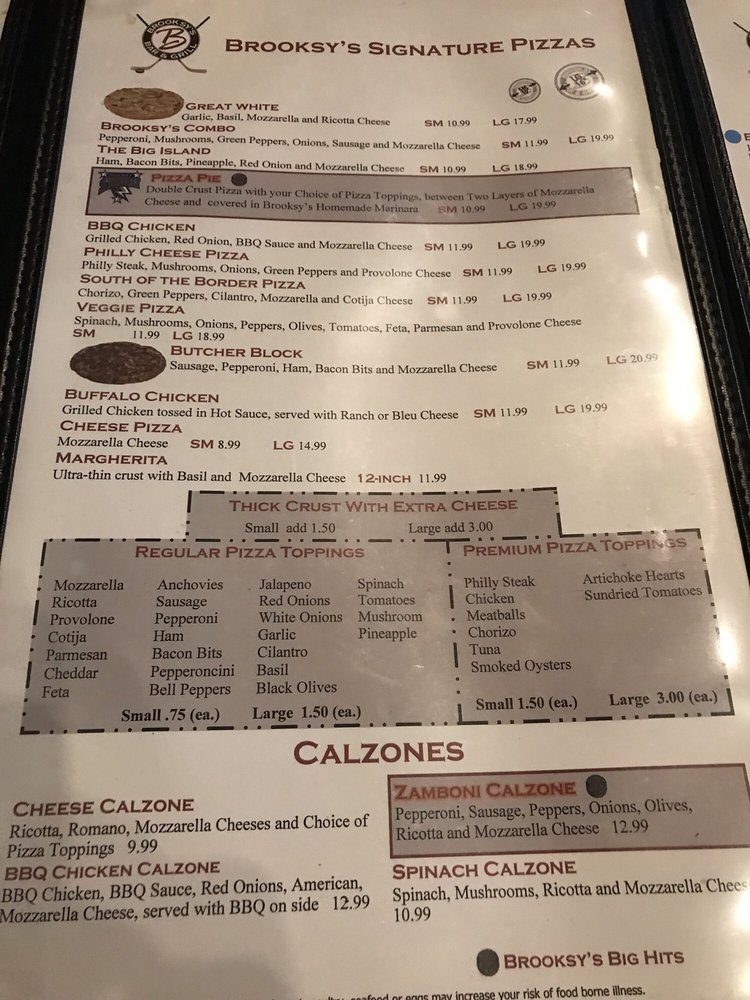 BROOKSY'S
B
BAR & GRILL
BROOKSY'S SIGNATURE PIZZAS
GREAT WHITE
Garlic, Basil, Mozzarella and Ricotta Cheese SM 10.99 LG 17.99
BROOKSY'S COMBO
Pepperoni, Mushrooms, Green Peppers, Onions, Sausage and Mozzarella Cheese SM 11.99 LG 19.99
THE BIG ISLAND
Ham, Bacon Bits, Pineapple, Red Onion and Mozzarella Cheese SM 10.99 LG 18.99
PIZZA PIE
Double Crust Pizza with your Choice of Pizza Toppings, between Two Layers of Mozzarella
Cheese and covered in Brooksy's Homemade Marinara SM 10.99 LG 19.99
BBQ CHICKEN
Grilled Chicken, Red Onion, BBQ Sauce and Mozzarella Cheese SM 11.99 LG 19.99
PHILLY CHEESE PIZZA
Philly Steak, Mushrooms, Onions, Green Peppers and Provolone Cheese SM 11.99 LG 19.99
SOUTH OF THE BORDER PIZZA
Chorizo, Green Peppers, Cilantro, Mozzarella and Cotija Cheese SM 11.99 LG 19.99
VEGGIE PIZZA
Spinach, Mushrooms, Onions, Peppers, Olives, Tomatoes, Feta, Parmesan and Provolone Cheese
SM 11.99 LG 18.99
BUTCHER BLOCK
Sausage, Pepperoni, Ham, Bacon Bits and Mozzarella Cheese SM 11.99 LG 20.99
BUFFALO CHICKEN
Grilled Chicken tossed in Hot Sauce, served with Ranch or Bleu Cheese SM 11.99 LG 19.99
CHEESE PIZZA
Mozzarella Cheese SM 8.99 LG 14.99
MARGHERITA
Ultra-thin crust with Basil and Mozzarella Cheese 12-INCH 11.99
THICK CRUST WITH EXTRA CHEESE
Small add 1.50 Large add 3.00
REGULAR PIZZA TOPPINGS
Mozzarella Anchovies Jalapeno Spinach
Ricotta Sausage Red Onions Tomatoes
Provolone Pepperoni White Onions Mushroom
Cotija Ham Garlic Pineapple
Parmesan Bacon Bits Cilantro
Cheddar Pepperoncini Basil
Feta Bell Peppers Black Olives
Small .75 (ea.) Large 1.50 (ea.)
PREMIUM PIZZA TOPPINGS
Philly Steak Artichoke Hearts
Chicken Sundried Tomatoes
Meatballs
Chorizo
Tuna
Smoked Oysters
Small 1.50 (ea.) Large 3.00 (ea.)
CALZONES
CHEESE CALZONE
Ricotta, Romano, Mozzarella Cheeses and Choice of
Pizza Toppings 9.99
BBQ CHICKEN CALZONE
BBQ Chicken, BBQ Sauce, Red Onions, American,
Mozzarella Cheese, served with BBQ on side 12.99
ZAMBONI CALZONE
Pepperoni, Sausage, Peppers, Onions, Olives,
Ricotta and Mozzarella Cheese 12.99
SPINACH CALZONE
Spinach, Mushrooms, Ricotta and Mozzarella Chees
10.99
BROOKSY'S BIG HITS
seafood or eggs may increase your risk of food borne illness.